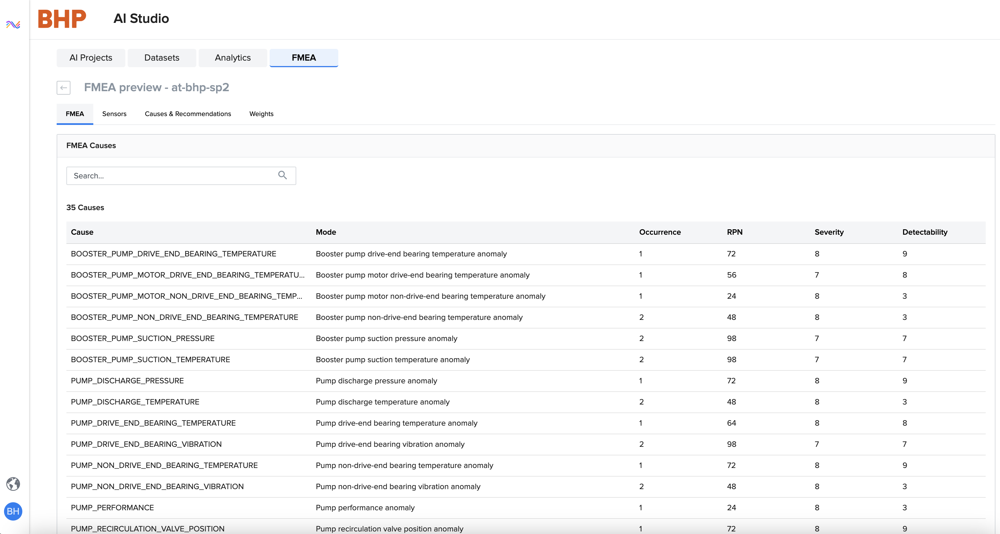 BHP
AI Studio
AI Projects Datasets Analytics FMEA
FMEA preview - at-bhp-sp2
FMEA Sensors Causes & Recommendations Weights
FMEA Causes
Search...
35 Causes
Cause Mode Occurrence RPN Severity Detectability
BOOSTER_PUMP_DRIVE_END_BEARING_TEMPERATURE Booster pump drive-end bearing temperature anomaly 1 72 8 9
BOOSTER_PUMP_MOTOR_DRIVE_END_BEARING_TEMPERATU... Booster pump motor drive-end bearing temperature anomaly 1 56 7 8
BOOSTER_PUMP_MOTOR_NON_DRIVE_END_BEARING_TEMP... Booster pump motor non-drive-end bearing temperature anomaly 1 24 8 3
BOOSTER_PUMP_NON_DRIVE_END_BEARING_TEMPERATURE Booster pump non-drive-end bearing temperature anomaly 2 48 8 3
BOOSTER_PUMP_SUCTION_PRESSURE Booster pump suction pressure anomaly 2 98 7 7
BOOSTER_PUMP_SUCTION_TEMPERATURE Booster pump suction temperature anomaly 2 98 7 7
PUMP_DISCHARGE_PRESSURE Pump discharge pressure anomaly 1 72 8 9
PUMP_DISCHARGE_TEMPERATURE Pump discharge temperature anomaly 2 48 8 3
PUMP_DRIVE_END_BEARING_TEMPERATURE Pump drive-end bearing temperature anomaly 1 64 8 8
PUMP_DRIVE_END_BEARING_VIBRATION Pump drive-end bearing vibration anomaly 2 98 7 7
PUMP_NON_DRIVE_END_BEARING_TEMPERATURE Pump non-drive-end bearing temperature anomaly 1 72 8 9
PUMP_NON_DRIVE_END_BEARING_VIBRATION Pump non-drive-end bearing vibration anomaly 2 48 8 3
PUMP_PERFORMANCE Pump performance anomaly 1 24 8 3
PUMP_RECIRCULATION_VALVE_POSITION Pump recirculation valve position anomaly 1 72 8 9
BH